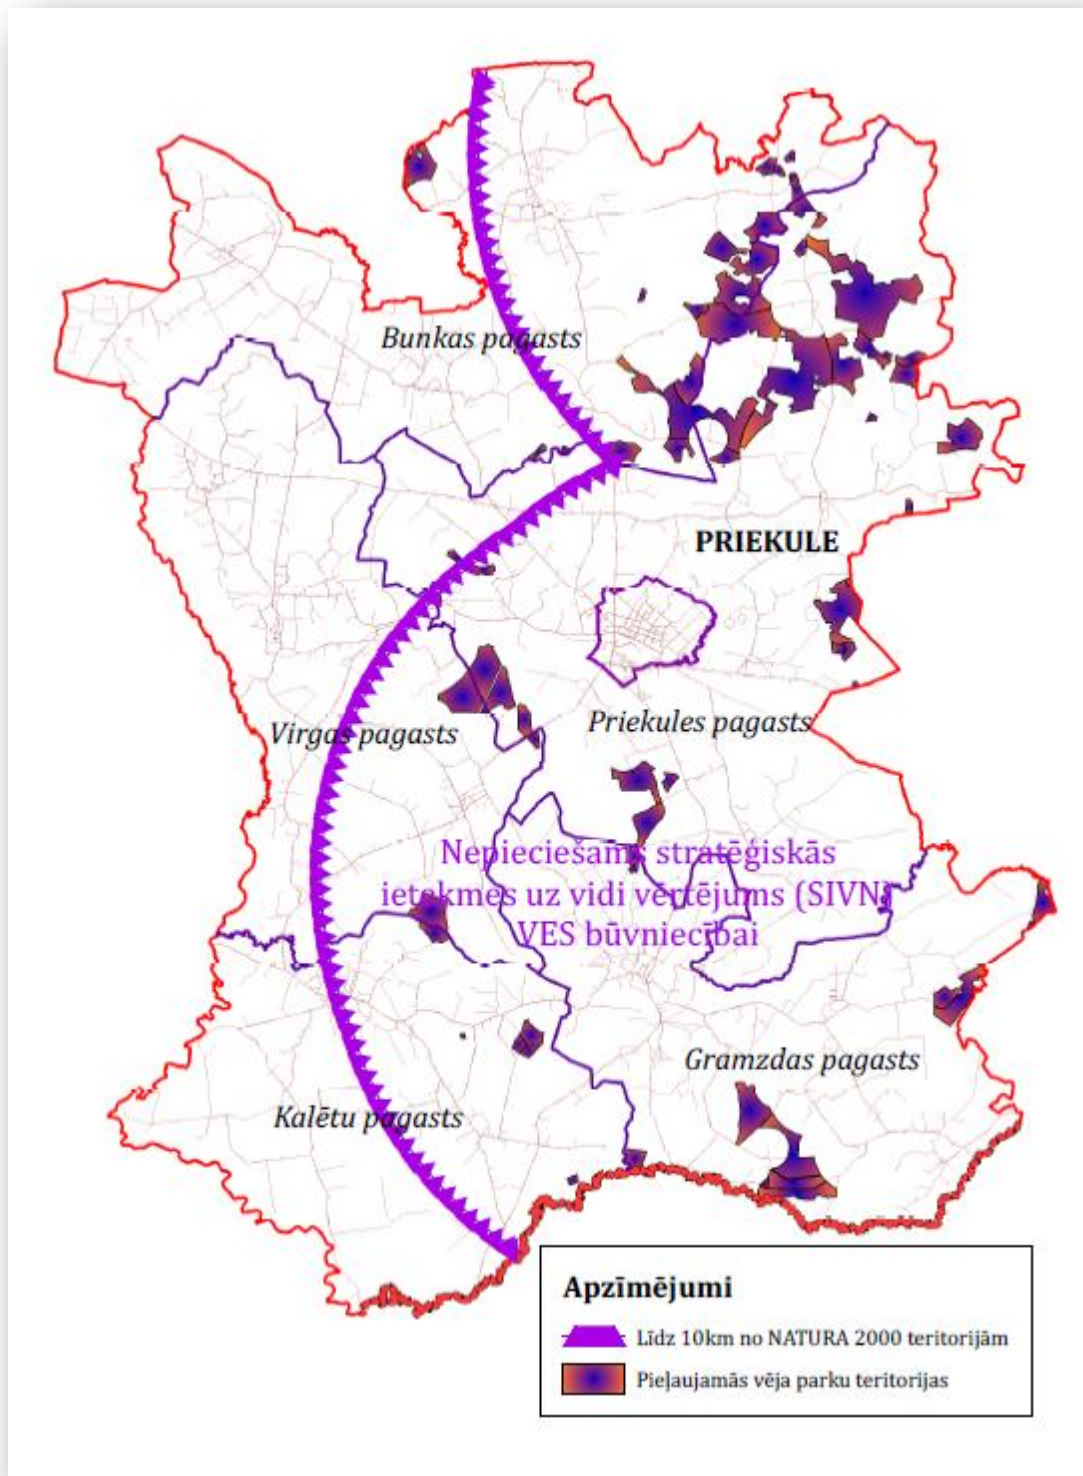 Bunkas pagasts
PRIEKULE
Virgas pagasts
Priekules pagasts
Nepieciešams stratēģiskās
ietekmes uz vidi vērtējums (SIVN)
VES būvniecībai
Gramzdas pagasts
Kalētu pagasts
Apzīmējumi
Līdz 10km no NATURA 2000 teritorijām
Pieļaujamās vēja parku teritorijas